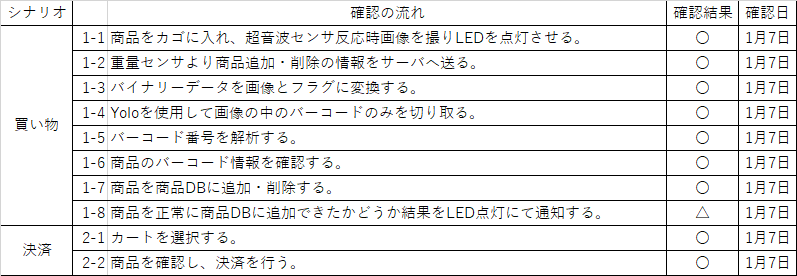 シナリオ 確認の流れ 確認結果 確認日
買い物
1-1 商品をカゴに入れ、超音波センサ反応時画像を撮りLEDを点灯させる。 〇 1月7日
1-2 重量センサより商品追加・削除の情報をサーバへ送る。 〇 1月7日
1-3 バイナリーデータを画像とフラグに変換する。 〇 1月7日
1-4 Yoloを使用して画像の中のバーコードのみを切り取る。 〇 1月7日
1-5 バーコード番号を解析する。 〇 1月7日
1-6 商品のバーコード情報を確認する。 〇 1月7日
1-7 商品を商品DBに追加・削除する。 〇 1月7日
1-8 商品を正常に商品DBに追加できたかどうか結果をLED点灯にて通知する。 △ 1月7日
決済
2-1 カートを選択する。 〇 1月7日
2-2 商品を確認し、決済を行う。 〇 1月7日